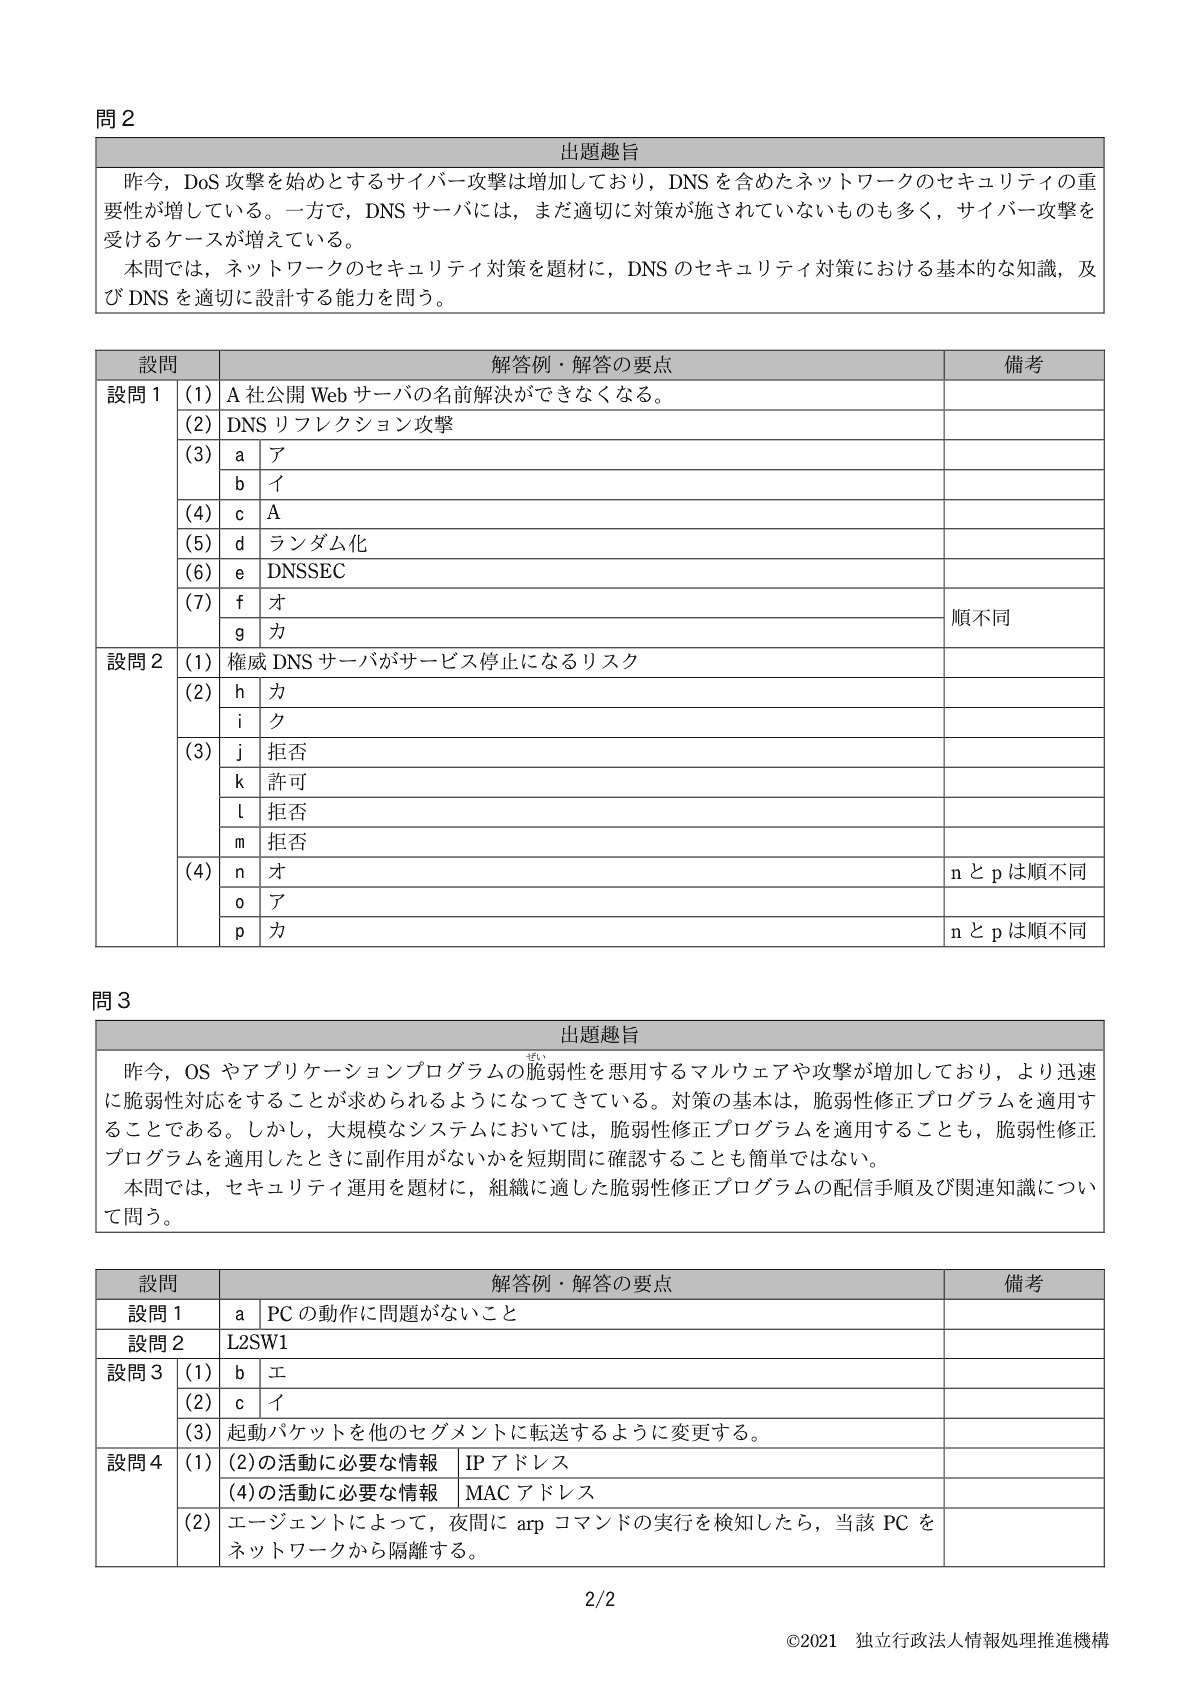 問２
出題趣旨
昨今，DoS 攻撃を始めとするサイバー攻撃は増加しており，DNS を含めたネットワークのセキュリティの重
要性が増している。一方で，DNS サーバには，まだ適切に対策が施されていないものも多く，サイバー攻撃を
受けるケースが増えている。
本問では，ネットワークのセキュリティ対策を題材に，DNS のセキュリティ対策における基本的な知識，及
び DNS を適切に設計する能力を問う。
設問 解答例・解答の要点 備考
設問１ (1) A 社公開 Web サーバの名前解決ができなくなる。
(2) DNS リフレクション攻撃
(3) a ア
b イ
(4) c A
(5) d ランダム化
(6) e DNSSEC
(7) f オ 順不同
g カ
設問２ (1) 権威 DNS サーバがサービス停止になるリスク
(2) h カ
i ク
(3) j 拒否
k 許可
l 拒否
m 拒否
(4) n オ n と p は順不同
o ア
p カ n と p は順不同
問３
出題趣旨
ぜい
昨今，OS やアプリケーションプログラムの脆弱性を悪用するマルウェアや攻撃が増加しており，より迅速
に脆弱性対応をすることが求められるようになってきている。対策の基本は，脆弱性修正プログラムを適用す
ることである。しかし，大規模なシステムにおいては，脆弱性修正プログラムを適用することも，脆弱性修正
プログラムを適用したときに副作用がないかを短期間に確認することも簡単ではない。
本問では，セキュリティ運用を題材に，組織に適した脆弱性修正プログラムの配信手順及び関連知識につい
て問う。
設問 解答例・解答の要点 備考
設問１ a PC の動作に問題がないこと
設問２ L2SW1
設問３ (1) b エ
(2) c イ
(3) 起動パケットを他のセグメントに転送するように変更する。
設問４ (1) (2)の活動に必要な情報 IP アドレス
(4)の活動に必要な情報 MAC アドレス
(2) エージェントによって，夜間に arp コマンドの実行を検知したら，当該 PC を
ネットワークから隔離する。
2/2
©2021 独立行政法人情報処理推進機構